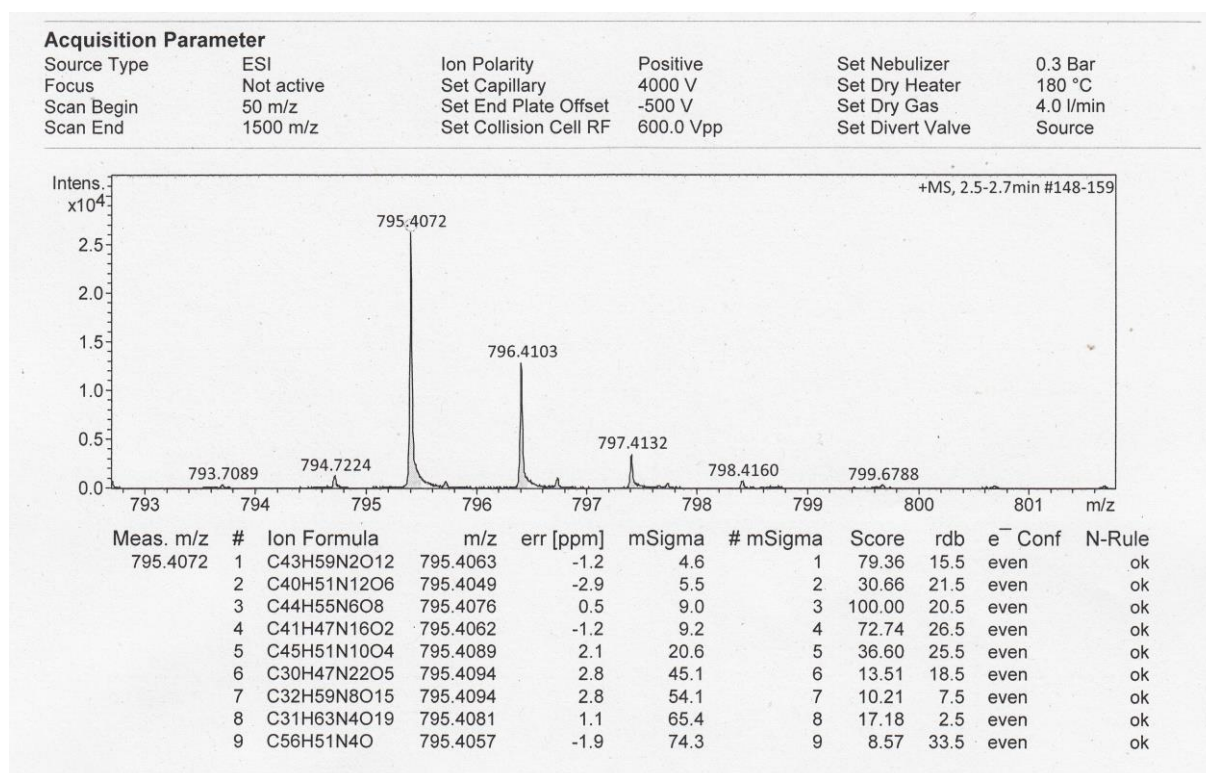 Acquisition Parameter
Source Type ESI Ion Polarity Positive Set Nebulizer 0.3 Bar
Focus Not active Set Capillary 4000 V Set Dry Heater 180 °C
Scan Begin 50 m/z Set End Plate Offset -500 V Set Dry Gas 4.0 l/min
Scan End 1500 m/z Set Collision Cell RF 600.0 Vpp Set Divert Valve Source
Intens.
x10⁴
+MS, 2.5-2.7min #148-159
795.4072
2.5
2.0
1.5
796.4103
1.0
0.5
797.4132
793.7089
794.7224
798.4160
799.6788
0.0
793 794 795 796 797 798 799 800 801 m/z
Meas. m/z # Ion Formula m/z err [ppm] mSigma # mSigma Score rdb e⁻ Conf N-Rule
795.4072 1 C43H59N2O12 795.4063 -1.2 4.6 1 79.36 15.5 even ok
2 C40H51N12O6 795.4049 -2.9 5.5 2 30.66 21.5 even ok
3 C44H55N6O8 795.4076 0.5 9.0 3 100.00 20.5 even ok
4 C41H47N16O2 795.4062 -1.2 9.2 4 72.74 26.5 even ok
5 C45H51N10O4 795.4089 2.1 20.6 5 36.60 25.5 even ok
6 C30H47N22O5 795.4094 2.8 45.1 6 13.51 18.5 even ok
7 C32H59N8O15 795.4094 2.8 54.1 7 10.21 7.5 even ok
8 C31H63N4O19 795.4081 1.1 65.4 8 17.18 2.5 even ok
9 C56H51N4O 795.4057 -1.9 74.3 9 8.57 33.5 even ok